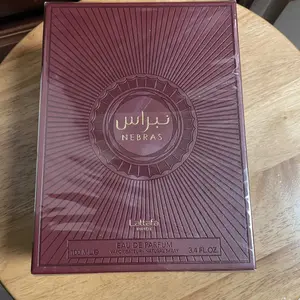 نبراس
NEBRAS
EAU DE PARFUM
Lattafa
3.4 FL.OZ.